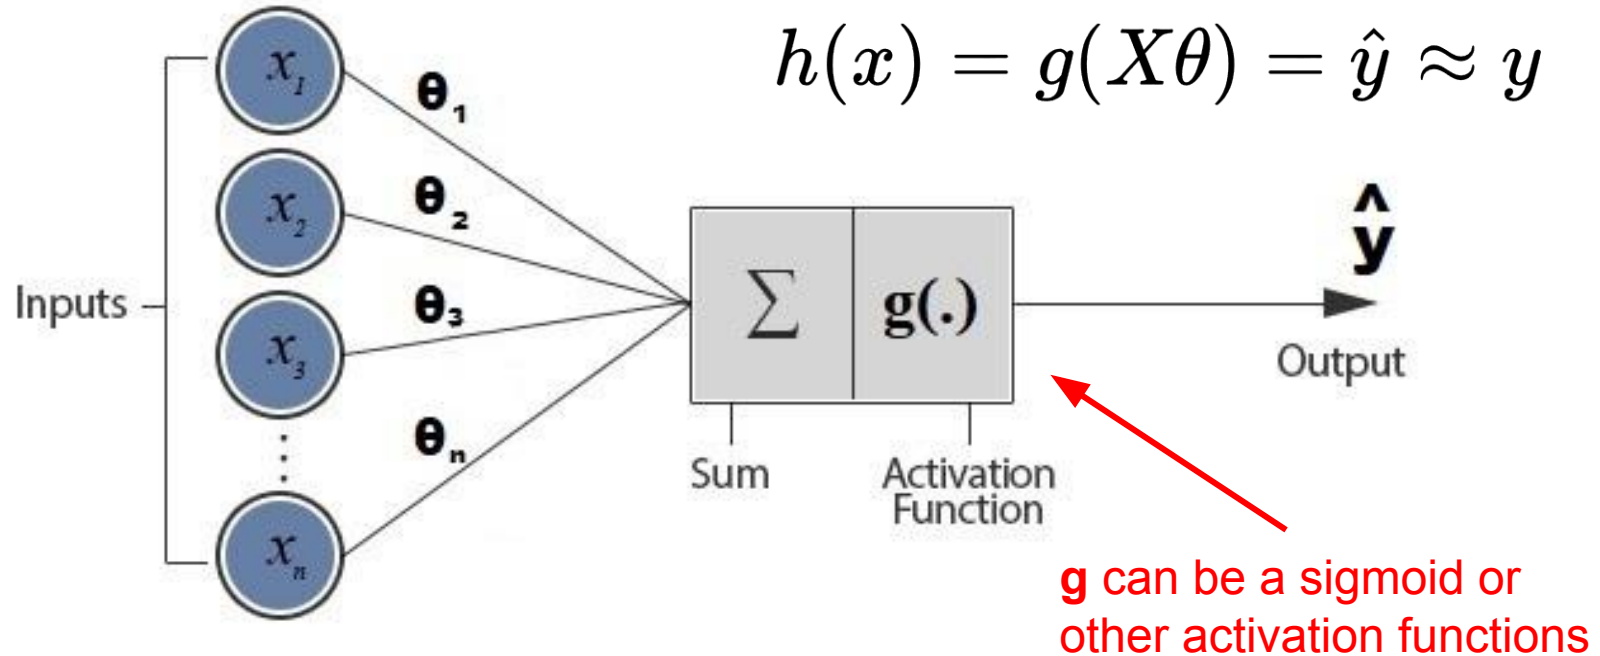 h(x) = g(Xθ) = ŷ ≈ y
x₁
θ₁
x₂
θ₂
x₃
θ₃
xₙ
θₙ
Inputs
∑
g(.)
ŷ
Output
Sum
Activation
Function
g can be a sigmoid or
other activation functions